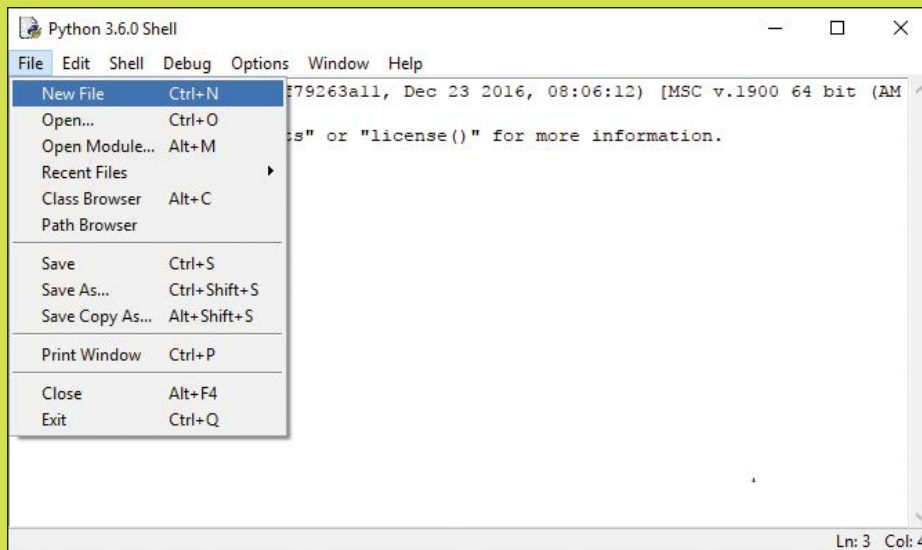 Python 3.6.0 Shell
File Edit Shell Debug Options Window Help
New File Ctrl+N
f79263a11, Dec 23 2016, 08:06:12) [MSC v.1900 64 bit (AM
Open... Ctrl+O
s" or "license()" for more information.
Open Module... Alt+M
Recent Files
Class Browser Alt+C
Path Browser
Save Ctrl+S
Save As... Ctrl+Shift+S
Save Copy As... Alt+Shift+S
Print Window Ctrl+P
Close Alt+F4
Exit Ctrl+Q
Ln: 3 Col: 4